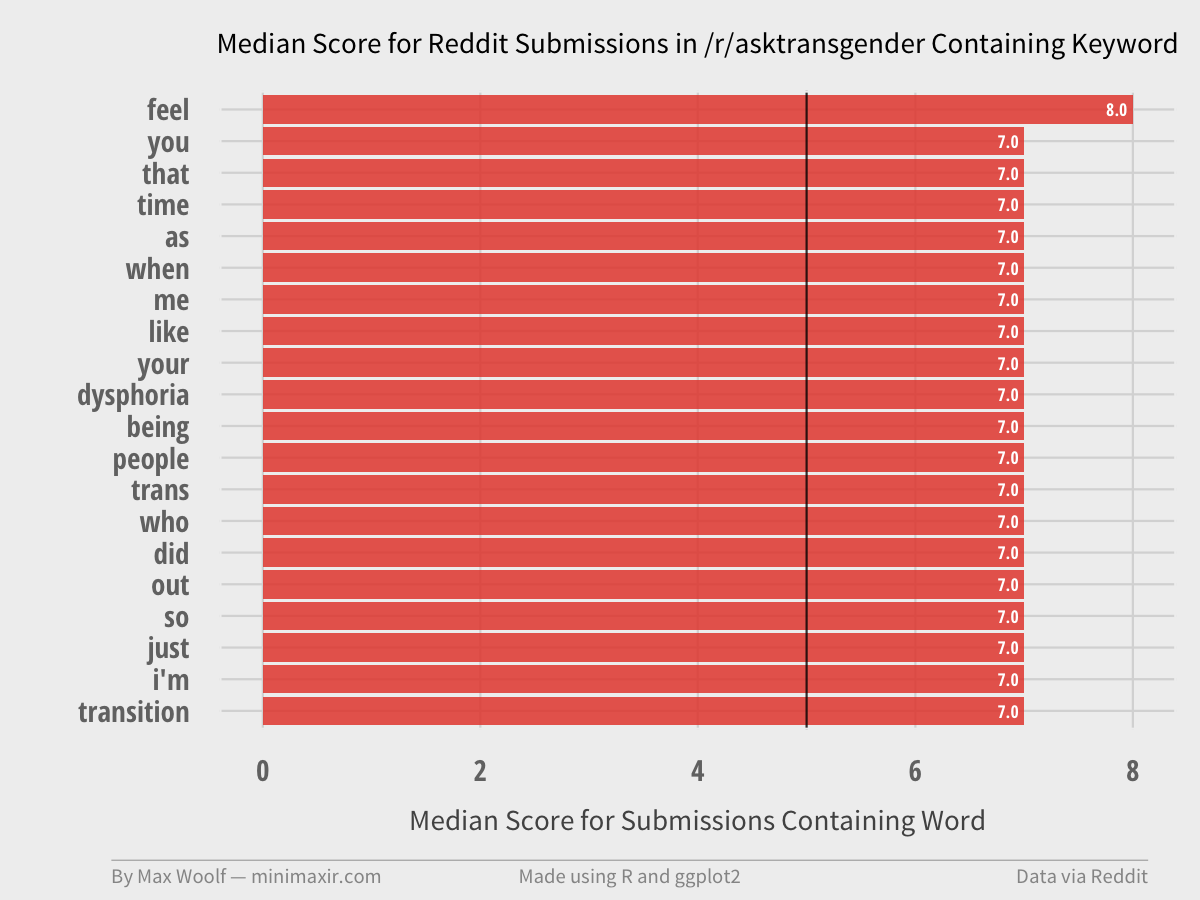 Median Score for Reddit Submissions in /r/asktransgender Containing Keyword
feel 8.0
you 7.0
that 7.0
time 7.0
as 7.0
when 7.0
me 7.0
like 7.0
your 7.0
dysphoria 7.0
being 7.0
people 7.0
trans 7.0
who 7.0
did 7.0
out 7.0
so 7.0
just 7.0
i'm 7.0
transition 7.0
0 2 4 6 8
Median Score for Submissions Containing Word
By Max Woolf — minimaxir.com Made using R and ggplot2 Data via Reddit